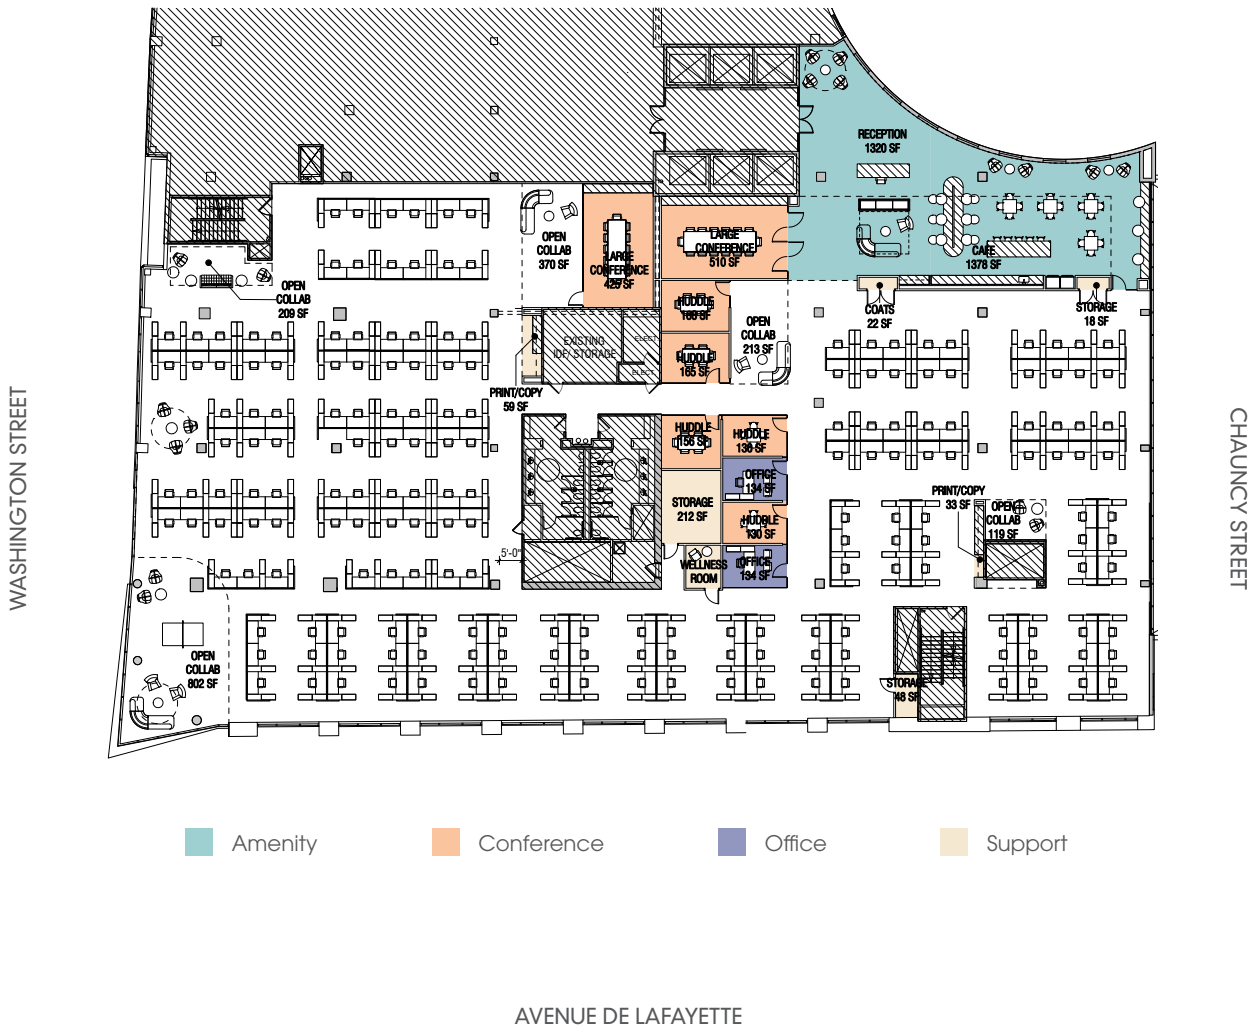 RECEPTION
1320 SF
OPEN
COLLAB
370 SF
LARGE
CONFERENCE
425 SF
LARGE
CONFERENCE
510 SF
CAFE
1378 SF
OPEN
COLLAB
209 SF
HUDDLE
OPEN
COLLAB
213 SF
COATS
22 SF
STORAGE
18 SF
EXISTING
IDF/ STORAGE
ELECT
ELECT
HUDDLE
165 SF
PRINT/COPY
59 SF
HUDDLE
156 SF
HUDDLE
136 SF
OFFICE
134 SF
STORAGE
212 SF
HUDDLE
130 SF
PRINT/COPY
33 SF
OPEN
COLLAB
119 SF
5'-0"
WELLNESS
ROOM
OFFICE
134 SF
OPEN
COLLAB
802 SF
STORAGE
48 SF
WASHINGTON STREET
CHAUNCY STREET
Amenity
Conference
Office
Support
AVENUE DE LAFAYETTE